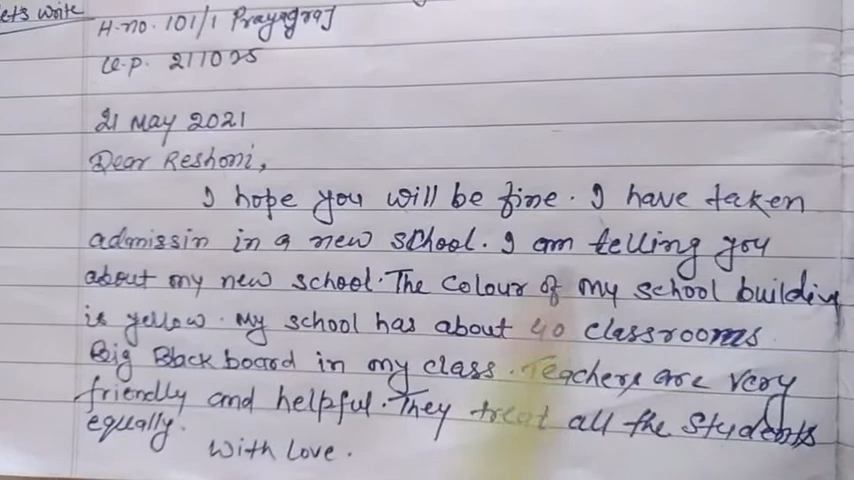 ets write
H.no. 101/1 Prayagraj
U.P. 211025
21 May 2021
Dear Reshoni,
I hope you will be fine. I have taken
admissin in a new school. I am telling you
about my new school. The colour of my school building
is yellow. My school has about 40 classrooms
Big Black board in my class. Teachers are very
friendly and helpful. They treat all the students
equally.
With Love.